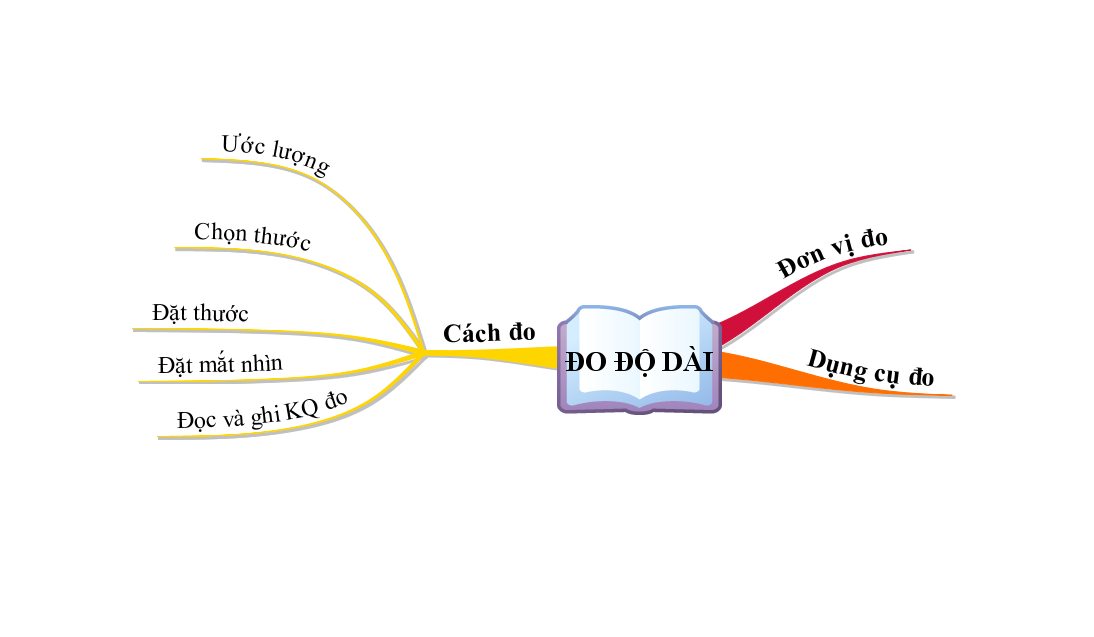 Ước lượng
Chọn thước
Đặt thước
Đặt mắt nhìn
Đọc và ghi KQ đo
Cách đo
ĐO ĐỘ DÀI
Đơn vị đo
Dụng cụ đo